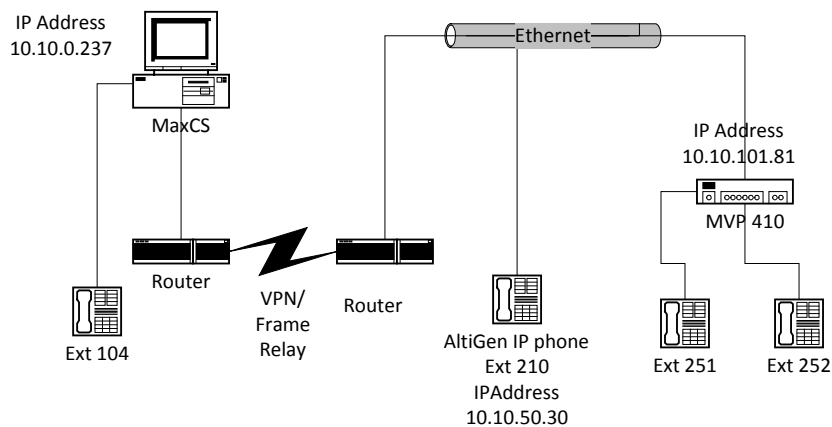 IP Address
10.10.0.237
MaxCS
Ethernet
IP Address
10.10.101.81
MVP 410
Router
VPN/
Frame
Relay
Router
Ext 104
AltiGen IP phone
Ext 210
IPAddress
10.10.50.30
Ext 251
Ext 252